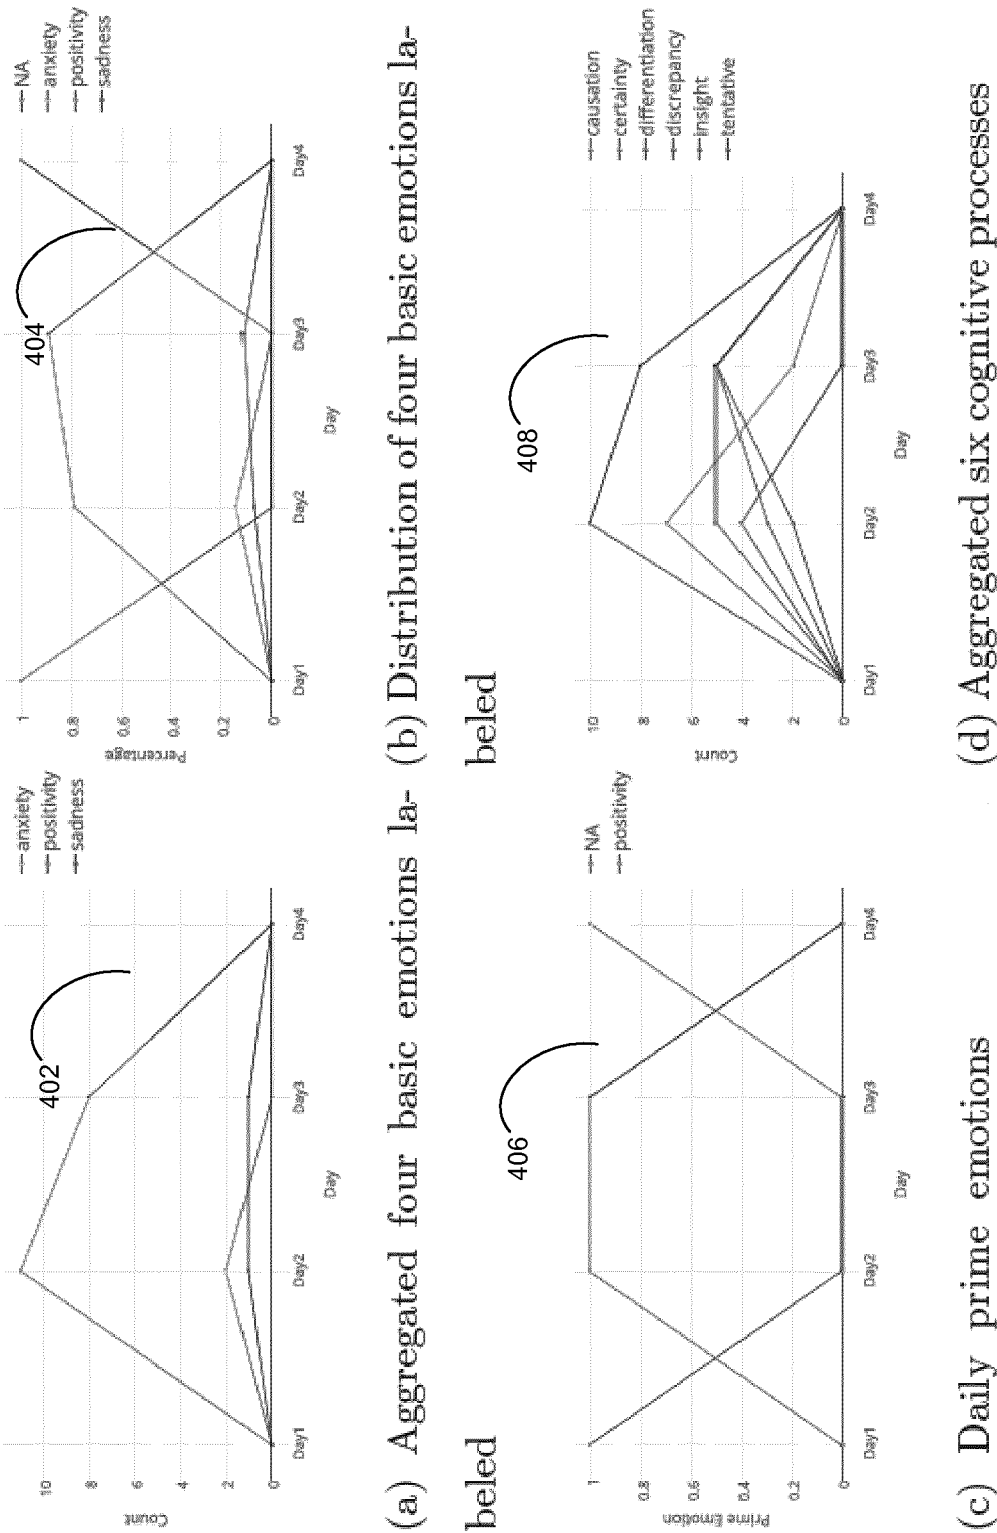 10
8
6
4
2
0
Count
Day1
Day2
Day3
Day4
Day
402
anxiety
positivity
sadness
(a) Aggregated four basic emotions la-
beled
1
0.8
0.6
0.4
0.2
0
Percentage
Day1
Day2
Day3
Day4
Day
404
NA
anxiety
positivity
sadness
(b) Distribution of four basic emotions la-
beled
1
0.8
0.6
0.4
0.2
0
Prime Emotion
Day1
Day2
Day3
Day4
Day
406
NA
positivity
(c) Daily prime emotions
10
8
6
4
2
0
Count
Day1
Day2
Day3
Day4
Day
408
causation
certainty
differentiation
discrepancy
insight
tentative
(d) Aggregated six cognitive processes